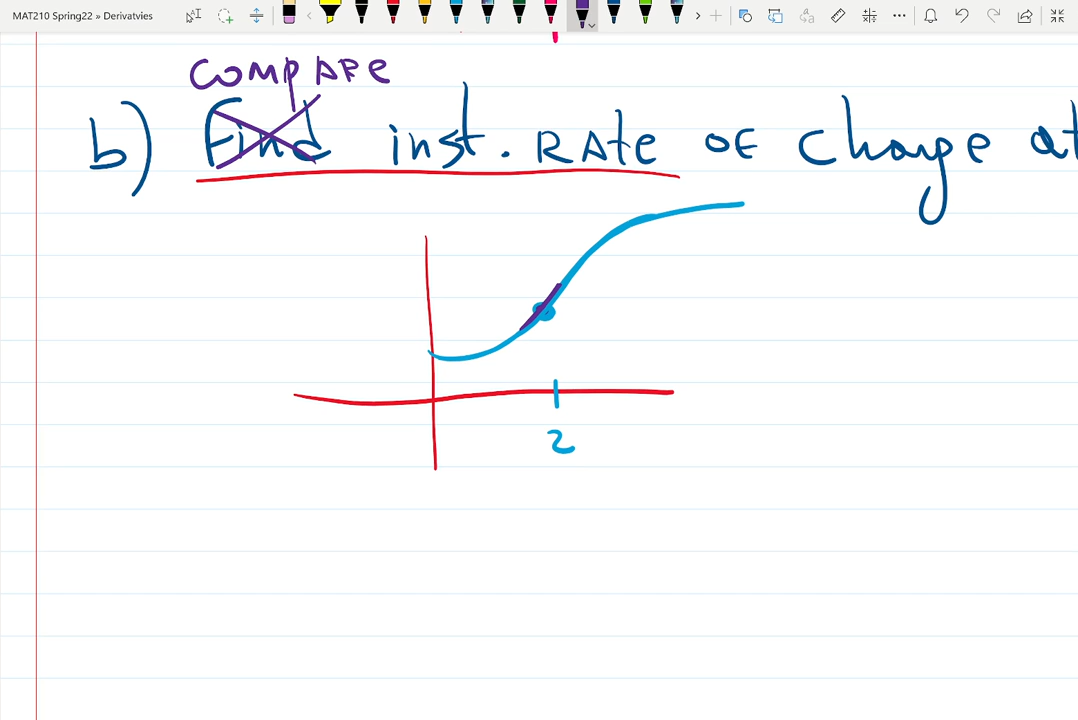 MAT210 Spring22 » Derivatvies
COMPARE
b) Find inst. RAte OF change at
2